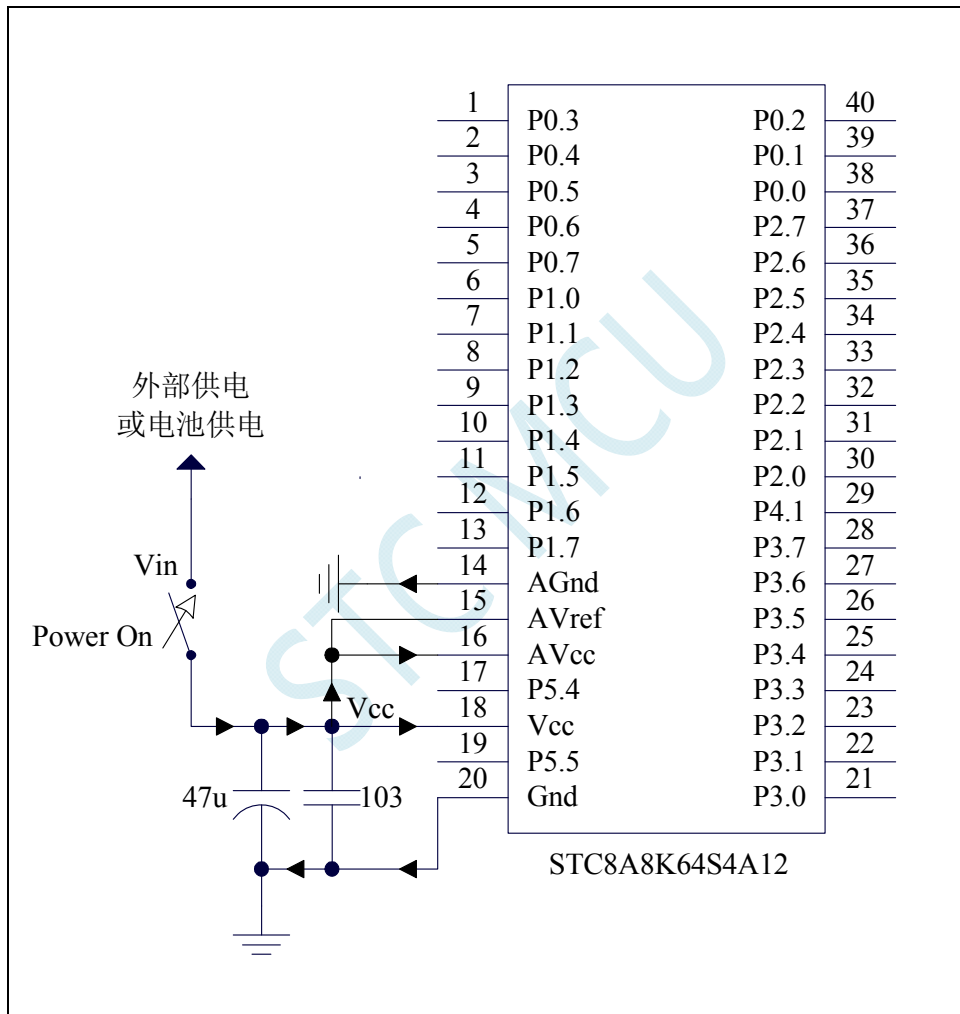 1 P0.3 P0.2 40
2 P0.4 P0.1 39
3 P0.5 P0.0 38
4 P0.6 P2.7 37
5 P0.7 P2.6 36
6 P1.0 P2.5 35
7 P1.1 P2.4 34
8 P1.2 P2.3 33
9 P1.3 P2.2 32
10 P1.4 P2.1 31
11 P1.5 P2.0 30
12 P1.6 P4.1 29
13 P1.7 P3.7 28
14 AGnd P3.6 27
15 AVref P3.5 26
16 AVcc P3.4 25
17 P5.4 P3.3 24
18 Vcc P3.2 23
19 P5.5 P3.1 22
20 Gnd P3.0 21
外部供电
或电池供电
Vin
Power On
Vcc
47u
103
STC8A8K64S4A12
STC MCU